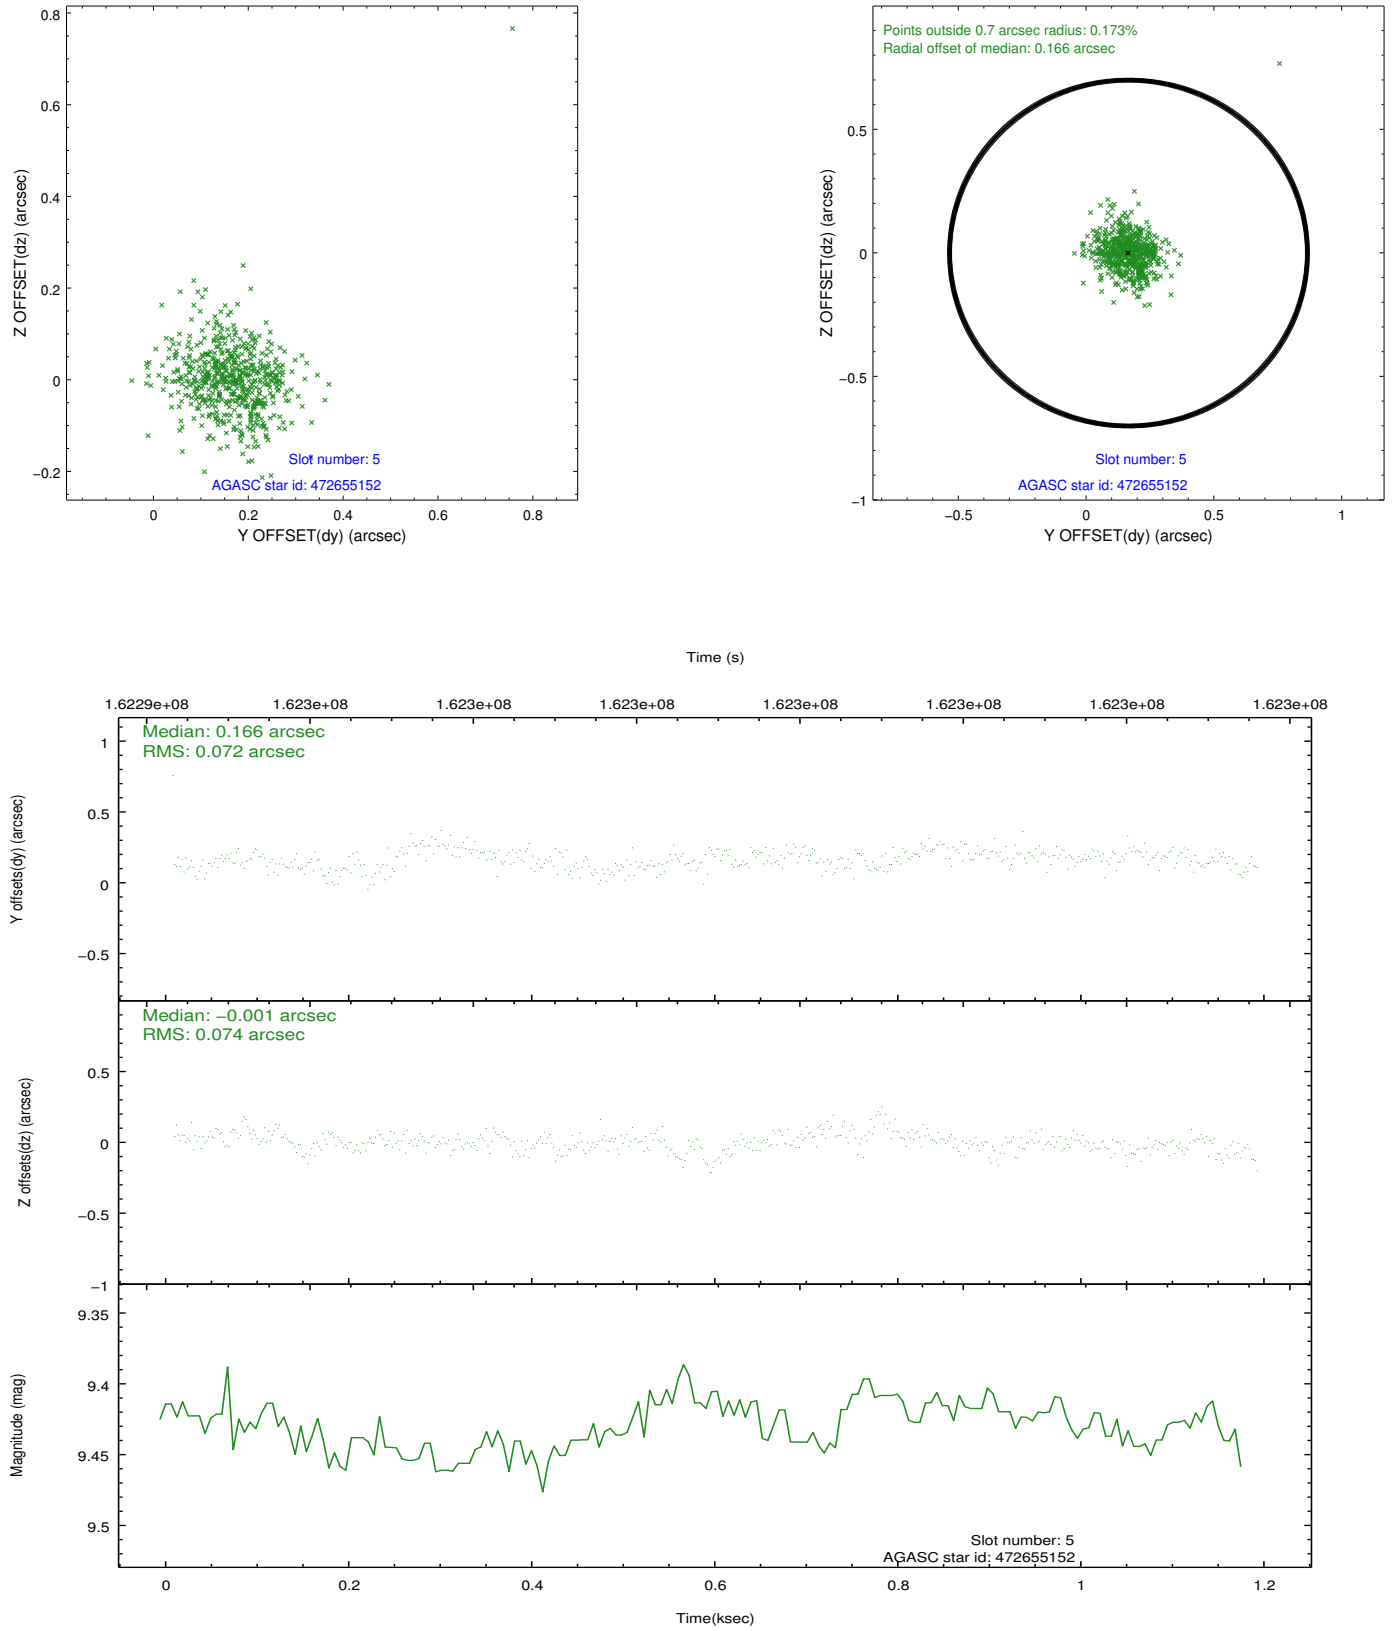 0.8
0.6
0.4
0.2
0
−0.2
Z OFFSET(dz) (arcsec)
0 0.2 0.4 0.6 0.8
Y OFFSET(dy) (arcsec)
Slot number: 5
AGASC star id: 472655152
Points outside 0.7 arcsec radius: 0.173%
Radial offset of median: 0.166 arcsec
0.5
0
−0.5
−1
Z OFFSET(dz) (arcsec)
Slot number: 5
AGASC star id: 472655152
−0.5 0 0.5 1
Y OFFSET(dy) (arcsec)
Time (s)
1.6229e+08 1.623e+08 1.623e+08 1.623e+08 1.623e+08 1.623e+08 1.623e+08 1.623e+08
Median: 0.166 arcsec
RMS: 0.072 arcsec
1
0.5
0
−0.5
Y offsets(dy) (arcsec)
Median: −0.001 arcsec
RMS: 0.074 arcsec
0.5
0
−0.5
−1
Z offsets(dz) (arcsec)
9.35
9.4
9.45
9.5
Magnitude (mag)
Slot number: 5
AGASC star id: 472655152
0 0.2 0.4 0.6 0.8 1 1.2
Time(ksec)